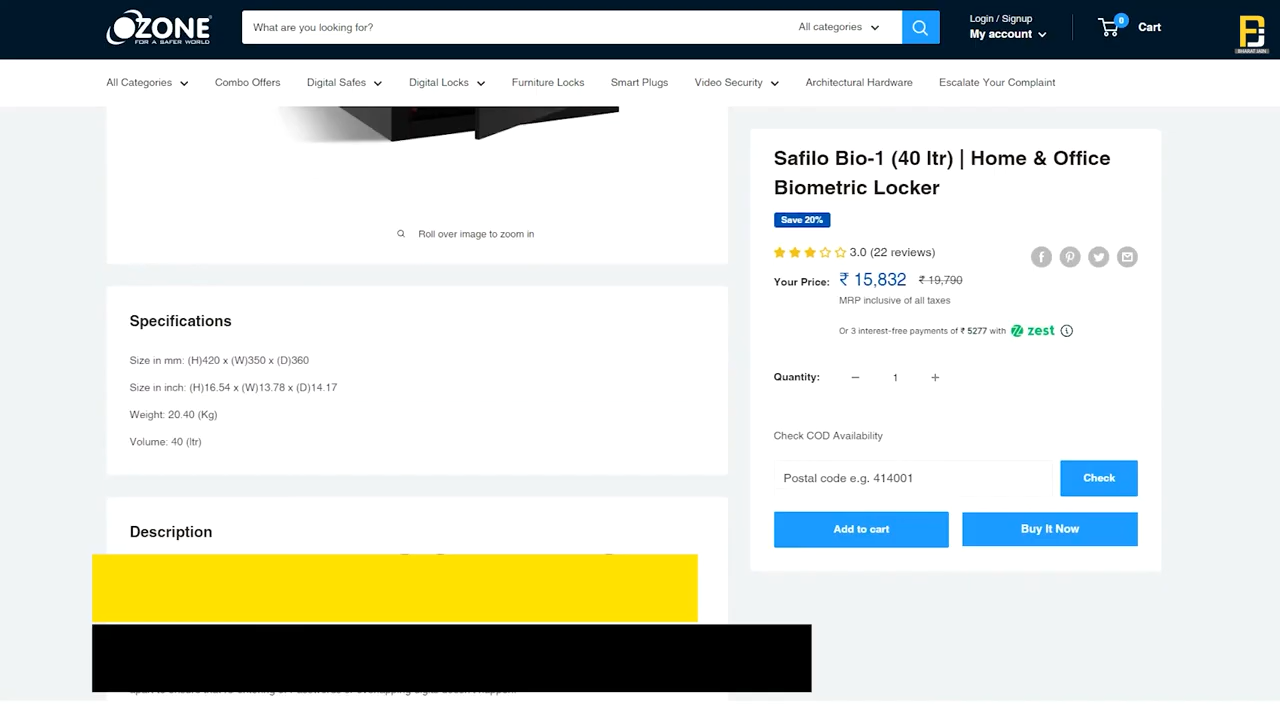 OZONE
FOR A SAFER WORLD
What are you looking for?
All categories
Login / Signup
My account
0
Cart
BHARAT JAIN
All Categories
Combo Offers
Digital Safes
Digital Locks
Furniture Locks
Smart Plugs
Video Security
Architectural Hardware
Escalate Your Complaint
Roll over image to zoom in
Specifications
Size in mm: (H)420 x (W)350 x (D)360
Size in inch: (H)16.54 x (W)13.78 x (D)14.17
Weight: 20.40 (Kg)
Volume: 40 (ltr)
Description
Safilo Bio-1 (40 ltr) | Home & Office
Biometric Locker
Save 20%
3.0 (22 reviews)
Your Price: ₹ 15,832 ₹ 19,790
MRP inclusive of all taxes
Or 3 interest-free payments of ₹ 5277 with zest
Quantity: − 1 +
Check COD Availability
Postal code e.g. 414001
Check
Add to cart
Buy It Now